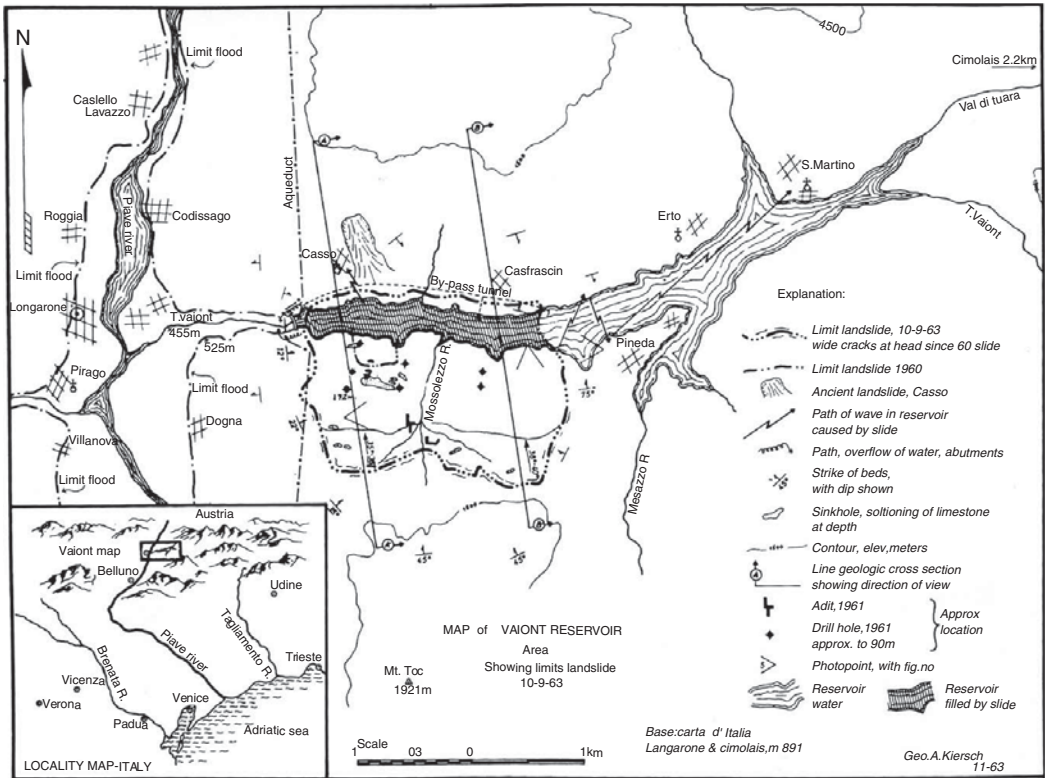 N
Limit flood
4500
Cimolais 2.2km
Val di tuara
Caslello
Lavazzo
Aqueduct
A
B
S.Martino
Piave river
Roggia
Codissago
Erto
T.Vaiont
Casso
Casfrascin
Limit flood
By-pass tunnel
Longarone
T.vaiont
455m
525m
Pineda
Mossolezzo R.
Pirago
Limit flood
Dogna
Villanova
Limit flood
Mesazzo R
A
B
Explanation:
Limit landslide, 10-9-63
wide cracks at head since 60 slide
Limit landslide 1960
Ancient landslide, Casso
Path of wave in reservoir
caused by slide
Path, overflow of water, abutments
Strike of beds,
with dip shown
Sinkhole, soltioning of limestone
at depth
Contour, elev,meters
A
Line geologic cross section
showing direction of view
Adit,1961
Drill hole,1961
approx. to 90m
Approx
location
5
Photopoint, with fig.no
Reservoir
water
Reservoir
filled by slide
MAP of VAIONT RESERVOIR
Area
Showing limits landslide
10-9-63
Mt. Toc
1921m
Scale
1 03 0 1km
Base:carta d' Italia
Langarone & cimolais,m 891
Geo.A.Kiersch
11-63
Austria
Vaiont map
Belluno
Udine
Tagliamento R.
Piave river
Brenata R.
Trieste
Vicenza
Verona
Venice
Padua
Adriatic sea
LOCALITY MAP-ITALY